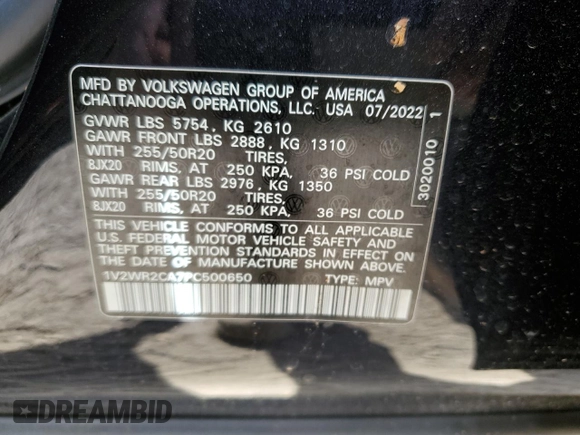 MFD BY VOLKSWAGEN GROUP OF AMERICA
CHATTANOOGA OPERATIONS, LLC. USA 07/2022
GVWR LBS 5754, KG 2610
GAWR FRONT LBS 2888, KG 1310
WITH 255/50R20 TIRES,
8JX20 RIMS, AT 250 KPA, 36 PSI COLD
GAWR REAR LBS 2976, KG 1350
WITH 255/50R20 TIRES,
8JX20 RIMS, AT 250 KPA, 36 PSI COLD
THIS VEHICLE CONFORMS TO ALL APPLICABLE
U.S. FEDERAL MOTOR VEHICLE SAFETY AND
THEFT PREVENTION STANDARDS IN EFFECT ON
THE DATE OF MANUFACTURE SHOWN ABOVE.
1V2WR2CA7PC500650 TYPE: MPV
3020010 1
DREAMBID